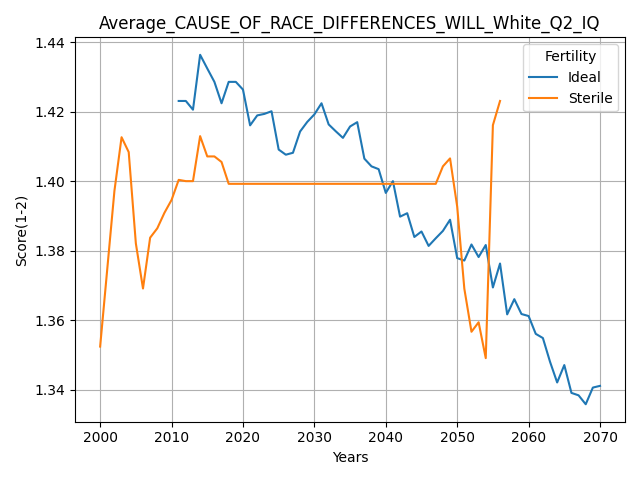 Average_CAUSE_OF_RACE_DIFFERENCES_WILL_White_Q2_IQ
Fertility
Ideal
Sterile
Score(1-2)
1.44
1.42
1.40
1.38
1.36
1.34
2000 2010 2020 2030 2040 2050 2060 2070
Years